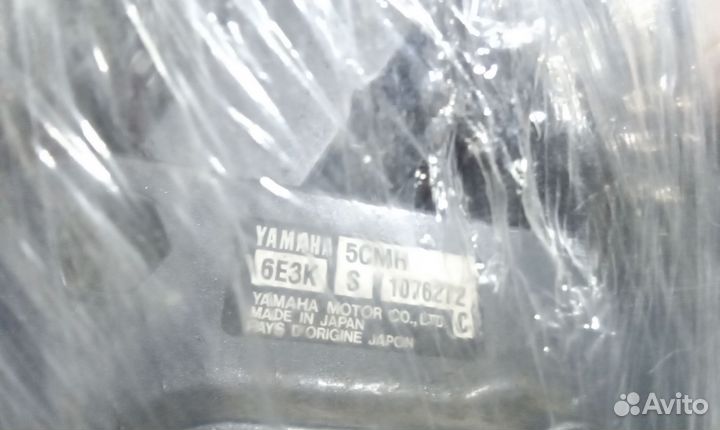 YAMAHA 5CMH
6E3K S 1076272
YAMAHA MOTOR CO., LTD. C
MADE IN JAPAN
PAYS D'ORIGINE JAPON
Avito